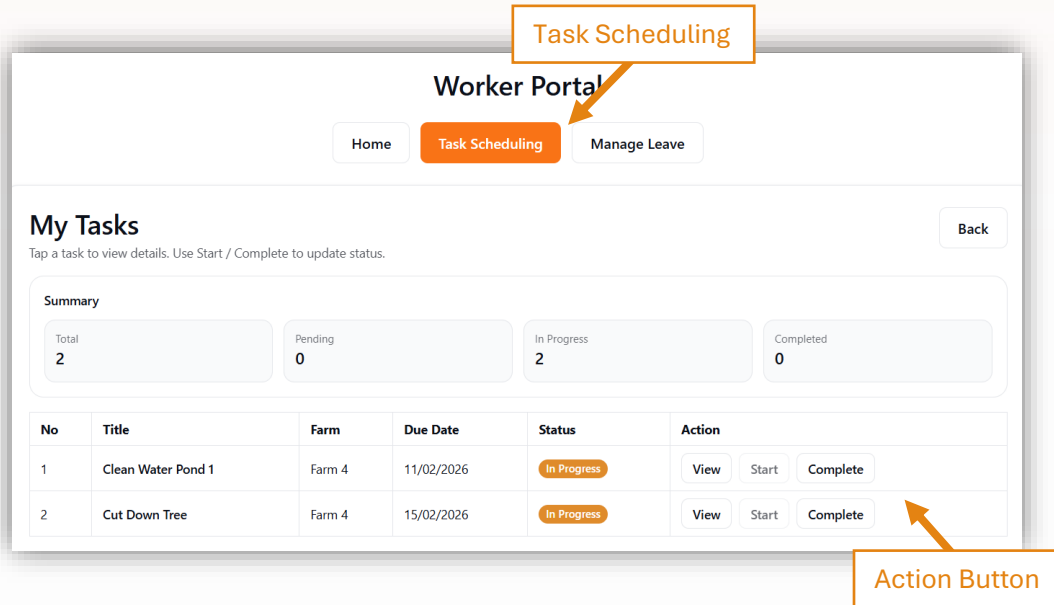 Task Scheduling
Worker Portal
Home Task Scheduling Manage Leave
My Tasks
Back
Tap a task to view details. Use Start / Complete to update status.
Summary
Total Pending In Progress Completed
2 0 2 0
No Title Farm Due Date Status Action
1 Clean Water Pond 1 Farm 4 11/02/2026 In Progress View Start Complete
2 Cut Down Tree Farm 4 15/02/2026 In Progress View Start Complete
Action Button